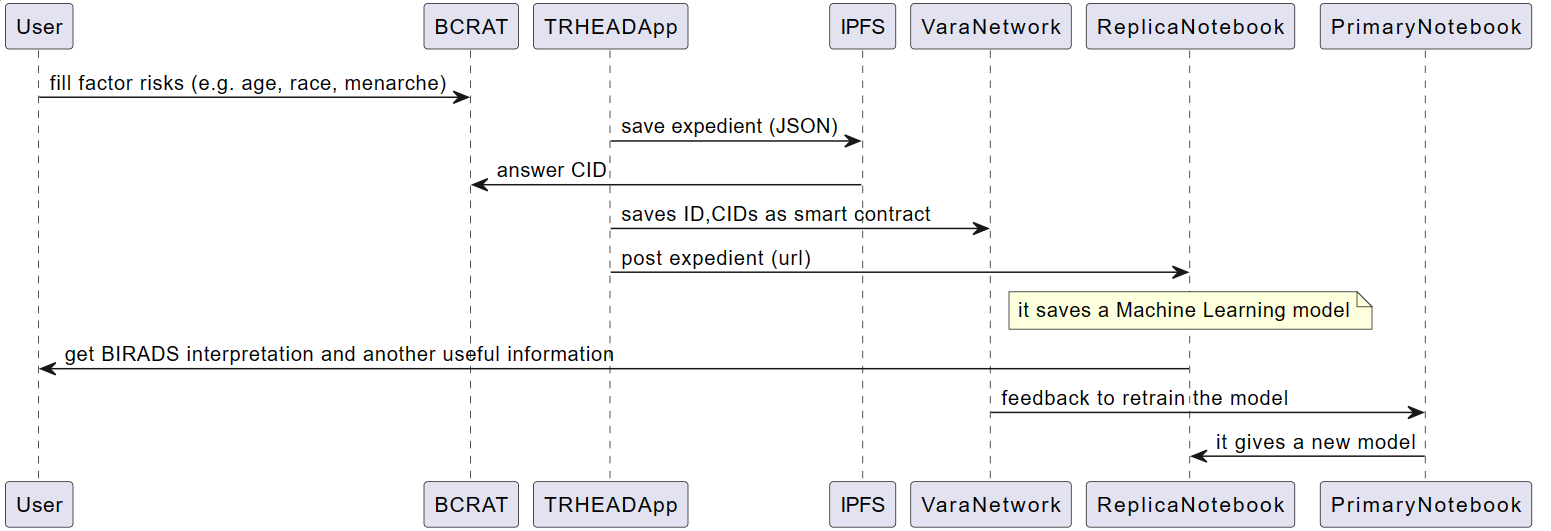 User BCRAT TRHEADApp IPFS VaraNetwork ReplicaNotebook PrimaryNotebook
fill factor risks (e.g. age, race, menarche)
save expedient (JSON)
answer CID
saves ID,CIDs as smart contract
post expedient (url)
it saves a Machine Learning model
get BIRADS interpretation and another useful information
feedback to retrain the model
it gives a new model
User BCRAT TRHEADApp IPFS VaraNetwork ReplicaNotebook PrimaryNotebook